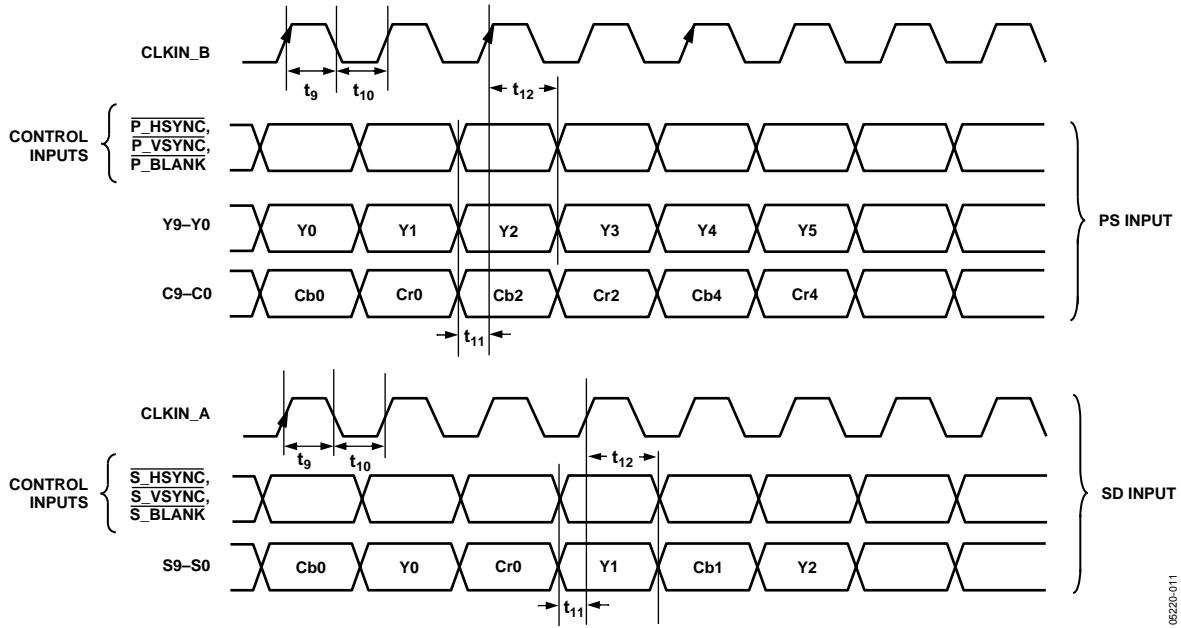 CLKIN_B
t9
t10
t12
CONTROL
INPUTS
P_HSYNC,
P_VSYNC,
P_BLANK
Y9–Y0
Y0
Y1
Y2
Y3
Y4
Y5
PS INPUT
C9–C0
Cb0
Cr0
Cb2
Cr2
Cb4
Cr4
t11
CLKIN_A
t9
t10
t12
CONTROL
INPUTS
S_HSYNC,
S_VSYNC,
S_BLANK
SD INPUT
S9–S0
Cb0
Y0
Cr0
Y1
Cb1
Y2
t11
05220-011